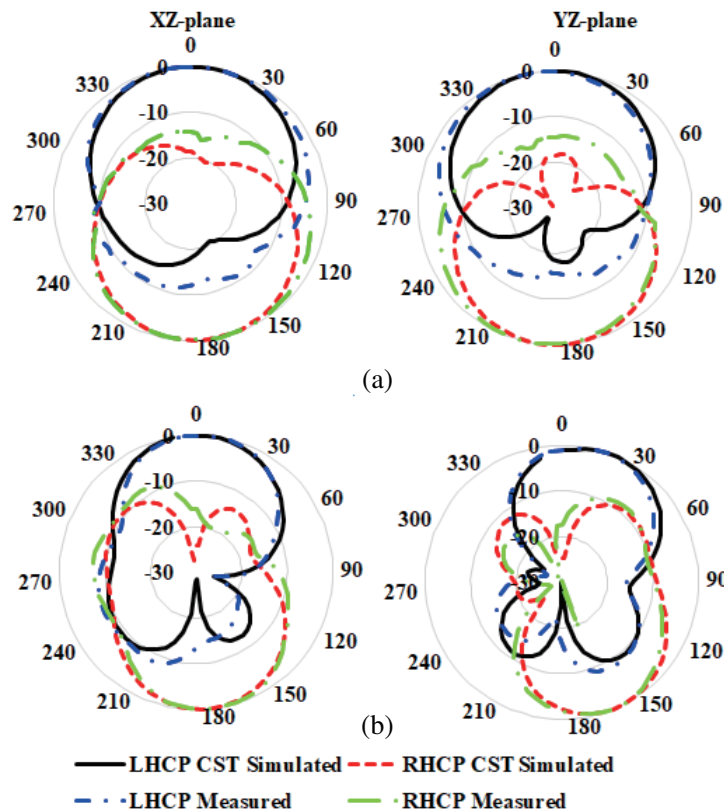 XZ-plane YZ-plane
0 0
330 0 30 0 30
300 -10 60 300 -10 60
-20 -20
270 -30 90 270 -30 90
240 120 240 120
210 150 210 150
180 180
(a)
0 0
330 0 30 330 0 30
300 -10 60 300 -10 60
-20 -20
270 -30 90 270 -30 90
240 120 240 120
210 150 210 150
180 180
(b)
LHCP CST Simulated RHCP CST Simulated
LHCP Measured RHCP Measured